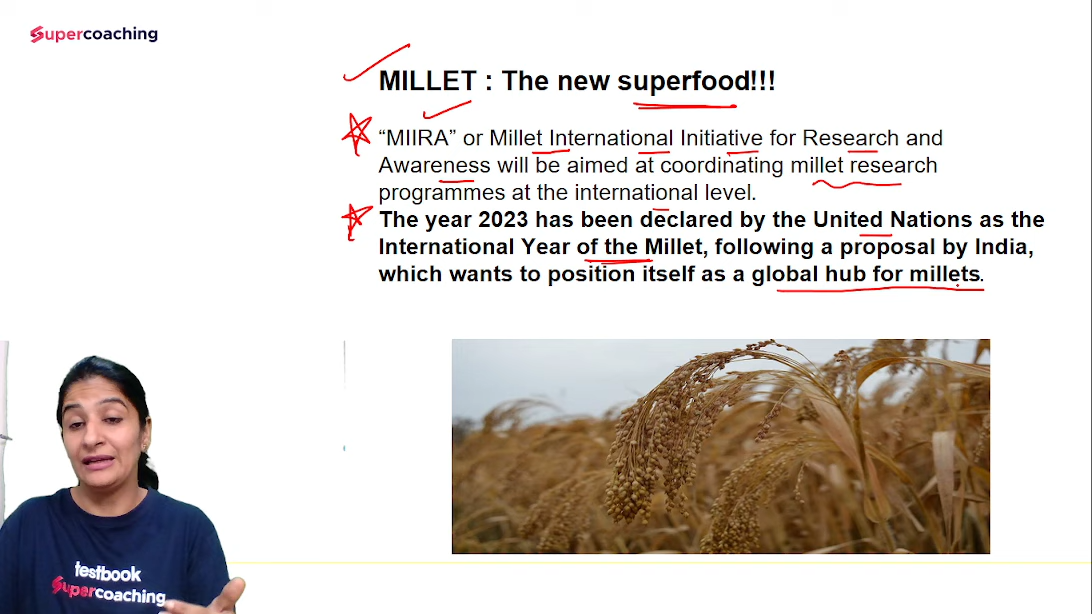 Supercoaching
MILLET : The new superfood!!!
“MIIRA” or Millet International Initiative for Research and
Awareness will be aimed at coordinating millet research
programmes at the international level.
The year 2023 has been declared by the United Nations as the
International Year of the Millet, following a proposal by India,
which wants to position itself as a global hub for millets.
testbook
Supercoaching